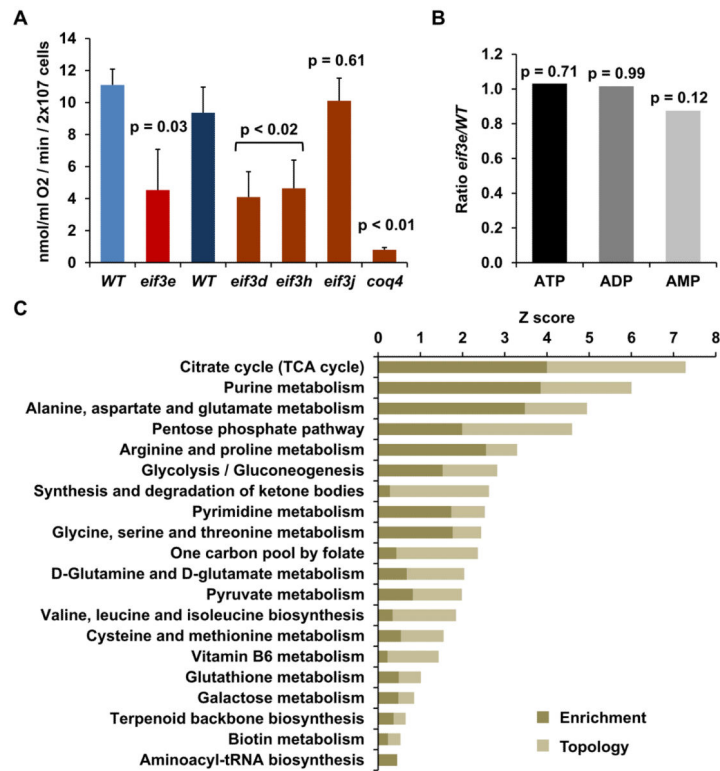 A
nmol/ml O2 / min / 2x107 cells
14
12
10
8
6
4
2
0
p = 0.03
p < 0.02
p = 0.61
p < 0.01
WT eif3e WT eif3d eif3h eif3j coq4
B
Ratio eif3e/WT
1.2
1.0
0.8
0.6
0.4
0.2
0.0
p = 0.71
p = 0.99
p = 0.12
ATP ADP AMP
C
Z score
0 1 2 3 4 5 6 7 8
Citrate cycle (TCA cycle)
Purine metabolism
Alanine, aspartate and glutamate metabolism
Pentose phosphate pathway
Arginine and proline metabolism
Glycolysis / Gluconeogenesis
Synthesis and degradation of ketone bodies
Pyrimidine metabolism
Glycine, serine and threonine metabolism
One carbon pool by folate
D-Glutamine and D-glutamate metabolism
Pyruvate metabolism
Valine, leucine and isoleucine biosynthesis
Cysteine and methionine metabolism
Vitamin B6 metabolism
Glutathione metabolism
Galactose metabolism
Terpenoid backbone biosynthesis
Biotin metabolism
Aminoacyl-tRNA biosynthesis
Enrichment
Topology